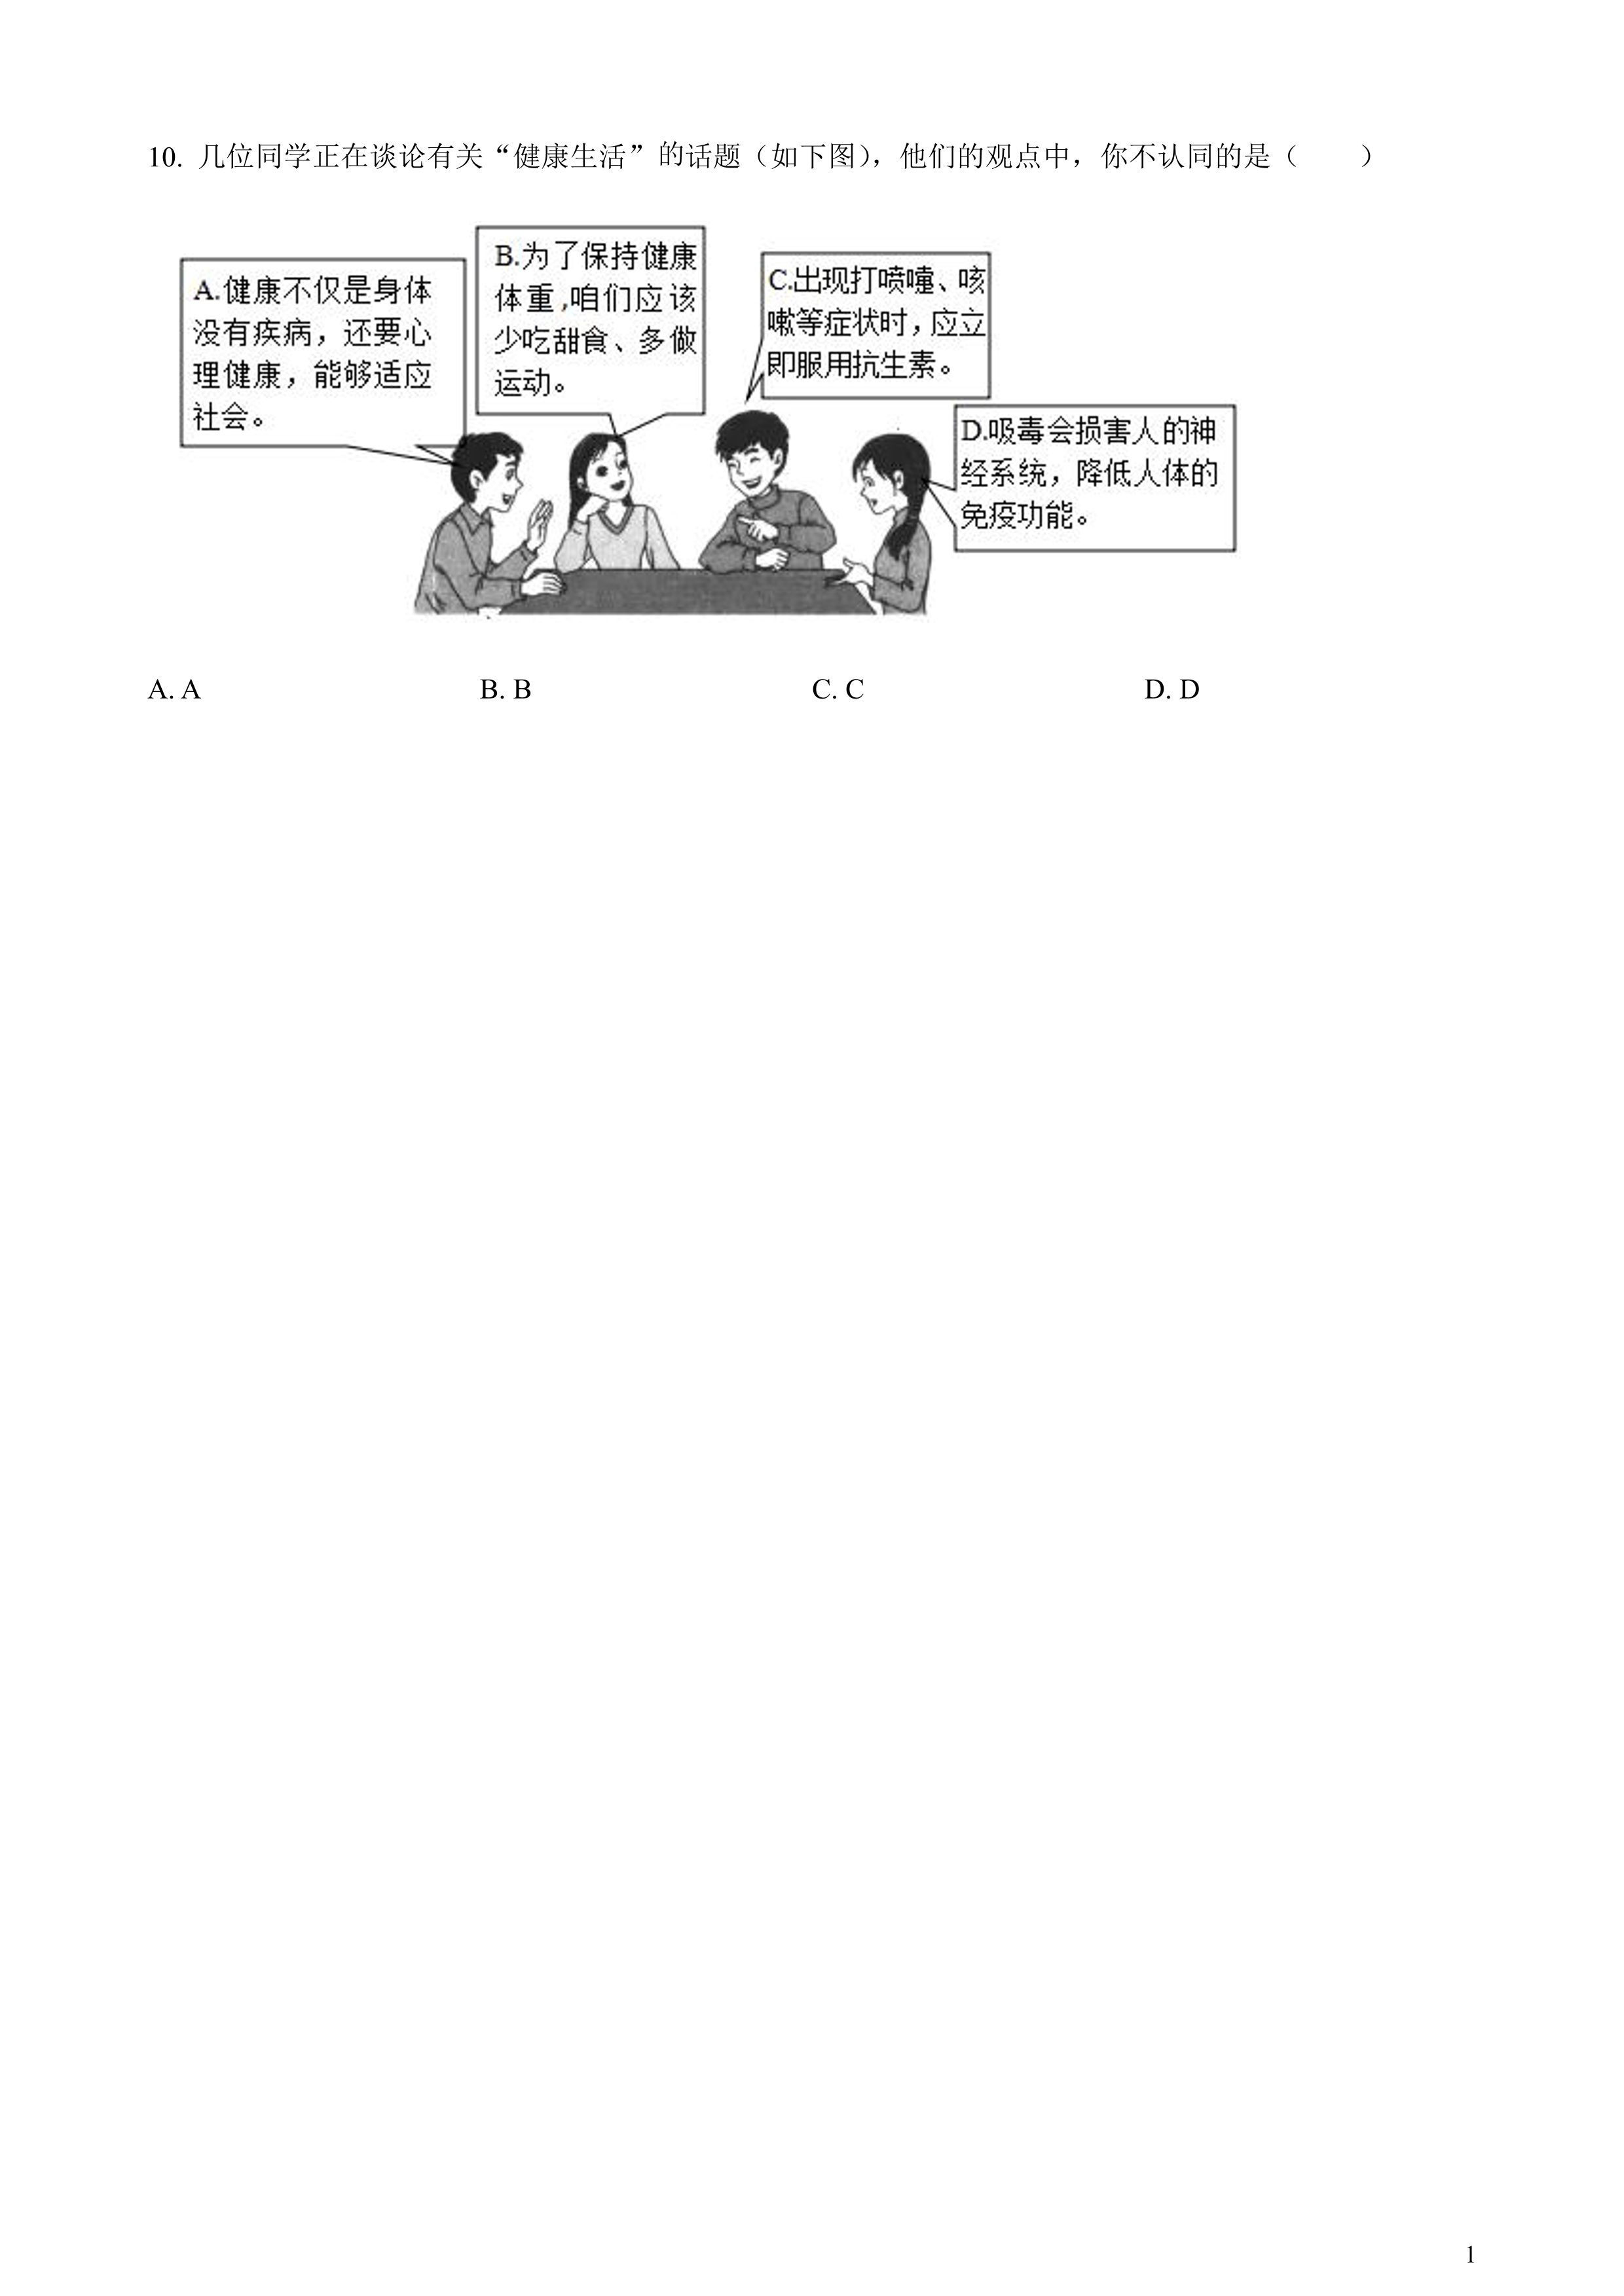 10. 几位同学正在谈论有关“健康生活”的话题（如下图），他们的观点中，你不认同的是（　　）
A.健康不仅是身体
没有疾病，还要心
理健康，能够适应
社会。
B.为了保持健康
体重,咱们应该
少吃甜食、多做
运动。
C.出现打喷嚏、咳
嗽等症状时，应立
即服用抗生素。
D.吸毒会损害人的神
经系统，降低人体的
免疫功能。
A. A B. B C. C D. D
1